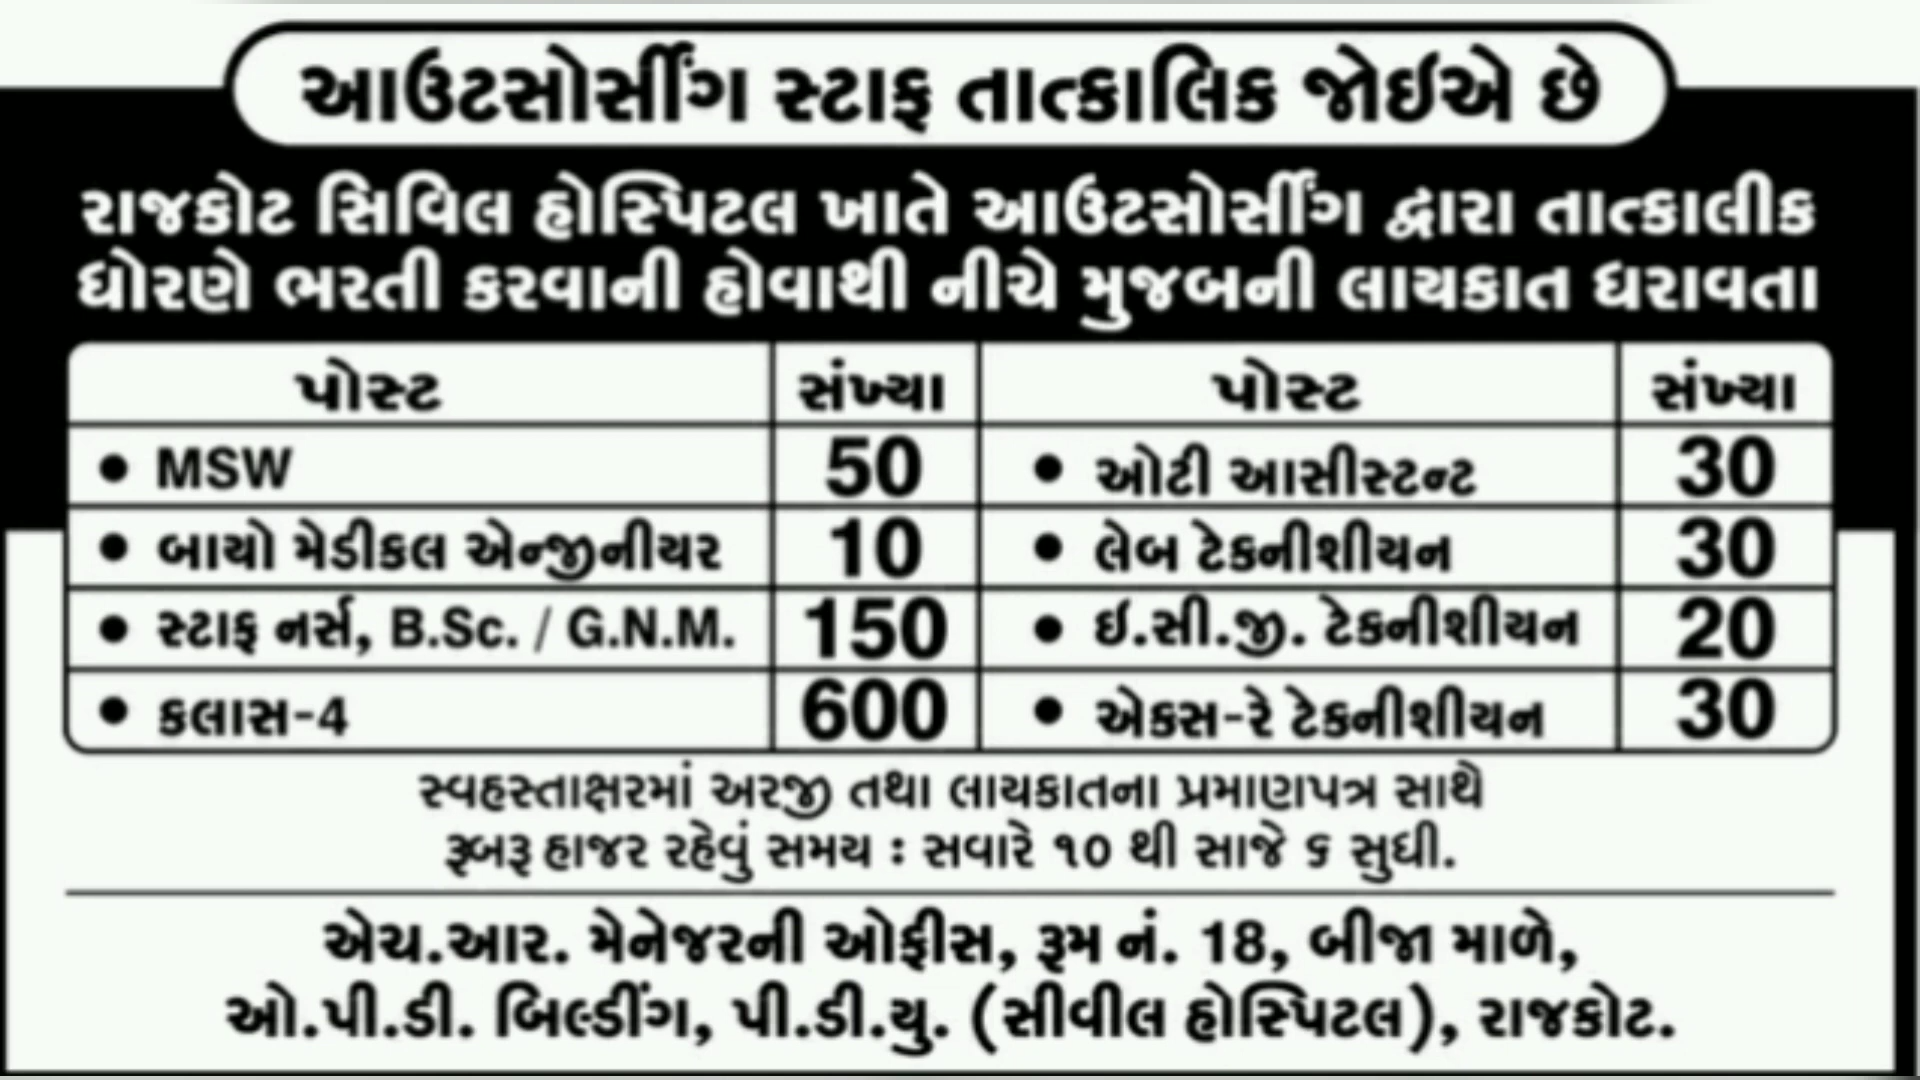 આઉટસોર્સીંગ સ્ટાફ તાત્કાલિક જોઈએ છે
રાજકોટ સિવિલ હોસ્પિટલ ખાતે આઉટસોર્સીંગ દ્વારા તાત્કાલીક
ધોરણે ભરતી કરવાની હોવાથી નીચે મુજબની લાયકાત ધરાવતા
પોસ્ટ સંખ્યા પોસ્ટ સંખ્યા
• MSW 50 • ઓટી આસીસ્ટન્ટ 30
• બાયો મેડીકલ એન્જીનીયર 10 • લેબ ટેકનીશીયન 30
• સ્ટાફ નર્સ, B.Sc. / G.N.M. 150 • ઈ.સી.જી. ટેકનીશીયન 20
• કલાસ-4 600 • એકસ-રે ટેકનીશીયન 30
સ્વહસ્તાક્ષરમાં અરજી તથા લાયકાતના પ્રમાણપત્ર સાથે
રૂબરૂ હાજર રહેવું સમય : સવારે ૧૦ થી સાજે ૬ સુધી.
એચ.આર. મેનેજરની ઓફીસ, રૂમ નં. 18, બીજા માળે,
ઓ.પી.ડી. બિલ્ડીંગ, પી.ડી.યુ. (સીવીલ હોસ્પિટલ), રાજકોટ.